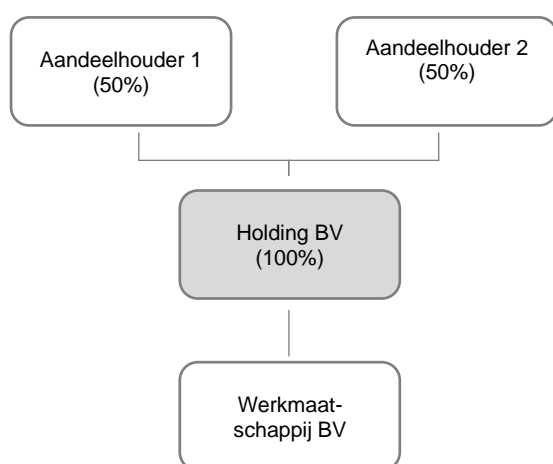 Aandeelhouder 1
(50%)
Aandeelhouder 2
(50%)
Holding BV
(100%)
Werkmaat-
schappij BV